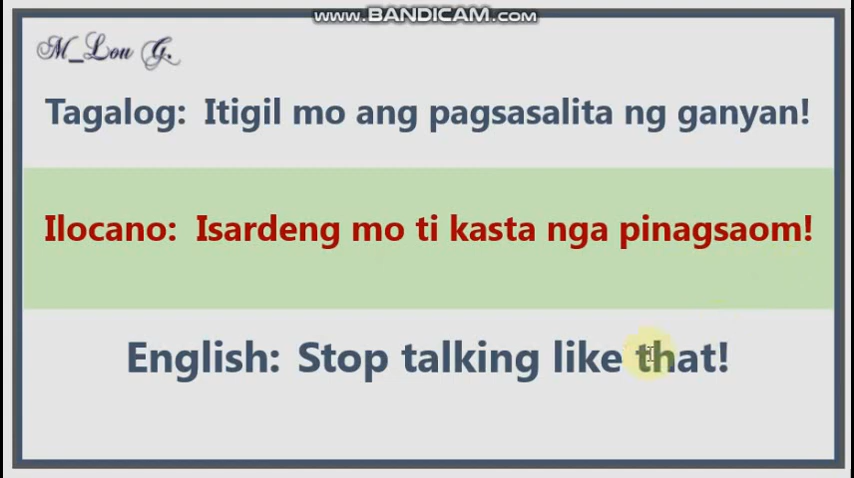 www.BANDICAM.com
M_Lou G.
Tagalog: Itigil mo ang pagsasalita ng ganyan!
Ilocano: Isardeng mo ti kasta nga pinagsaom!
English: Stop talking like that!